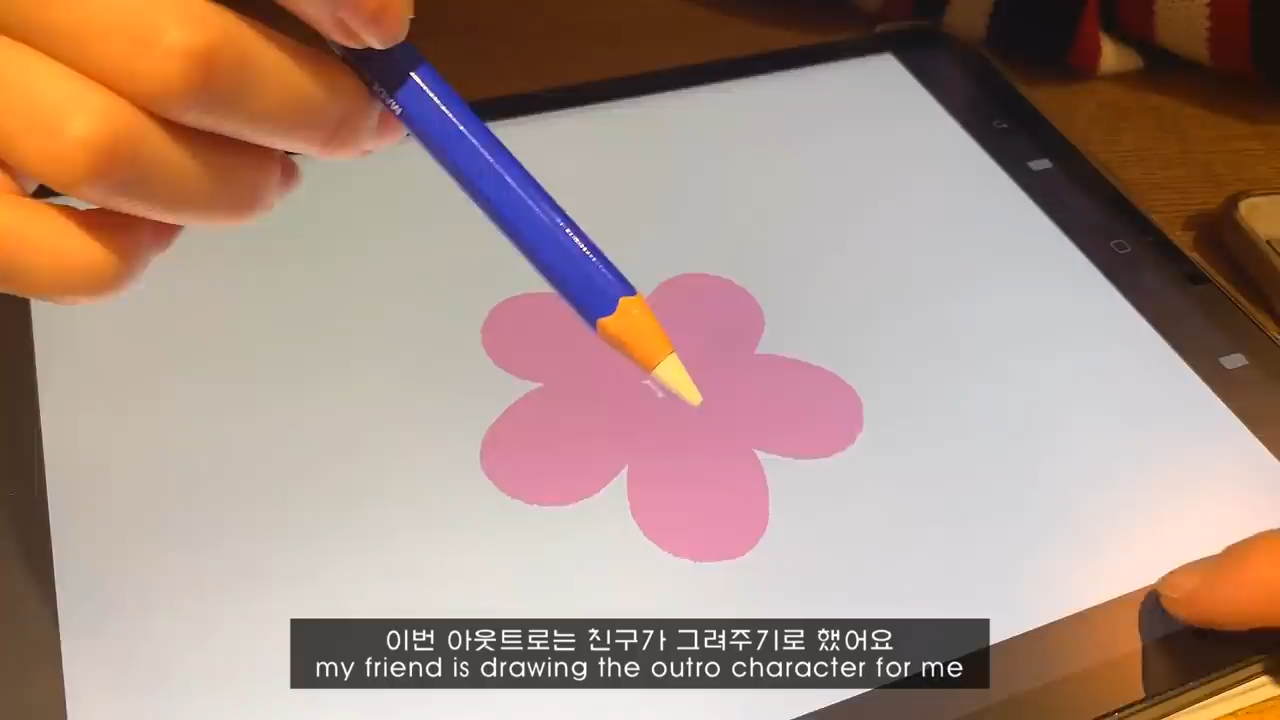 이번 아웃트로는 친구가 그려주기로 했어요
my friend is drawing the outro character for me